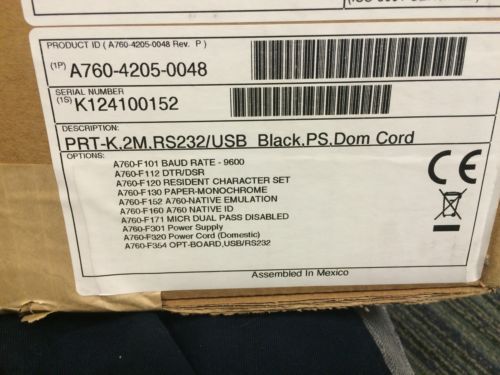 PRODUCT ID ( A760-4205-0048 Rev. P )
(1P) A760-4205-0048
SERIAL NUMBER
(1S) K124100152
DESCRIPTION:
PRT-K,2M,RS232/USB Black,PS,Dom Cord
OPTIONS:
A760-F101 BAUD RATE - 9600
A760-F112 DTR/DSR
A760-F120 RESIDENT CHARACTER SET
A760-F130 PAPER-MONOCHROME
A760-F152 A760-NATIVE EMULATION
A760-F160 A760 NATIVE ID
A760-F171 MICR DUAL PASS DISABLED
A760-F301 Power Supply
A760-F320 Power Cord (Domestic)
A760-F354 OPT-BOARD,USB/RS232
CE
Assembled In Mexico